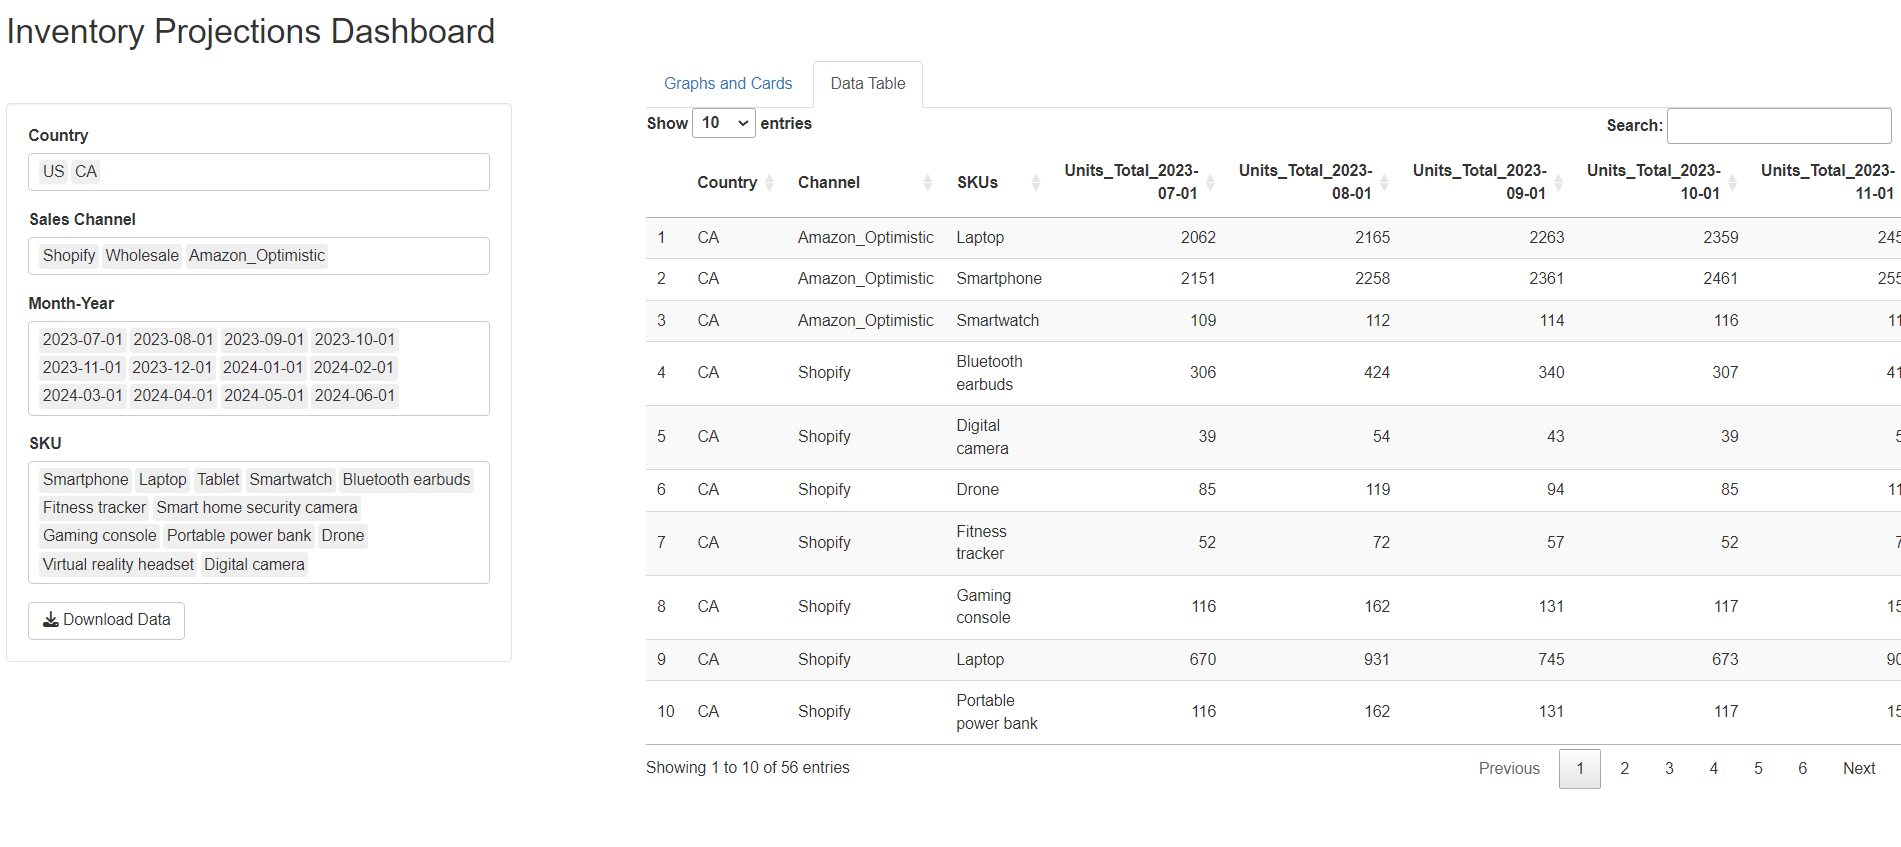 Inventory Projections Dashboard
Graphs and Cards Data Table
Country
US CA
Sales Channel
Shopify Wholesale Amazon_Optimistic
Month-Year
2023-07-01 2023-08-01 2023-09-01 2023-10-01
2023-11-01 2023-12-01 2024-01-01 2024-02-01
2024-03-01 2024-04-01 2024-05-01 2024-06-01
SKU
Smartphone Laptop Tablet Smartwatch Bluetooth earbuds
Fitness tracker Smart home security camera
Gaming console Portable power bank Drone
Virtual reality headset Digital camera
Download Data
Show 10 entries
Search:
Country Channel SKUs Units_Total_2023-07-01 Units_Total_2023-08-01 Units_Total_2023-09-01 Units_Total_2023-10-01 Units_Total_2023-11-01
1 CA Amazon_Optimistic Laptop 2062 2165 2263 2359
2 CA Amazon_Optimistic Smartphone 2151 2258 2361 2461
3 CA Amazon_Optimistic Smartwatch 109 112 114 116
4 CA Shopify Bluetooth earbuds 306 424 340 307
5 CA Shopify Digital camera 39 54 43 39
6 CA Shopify Drone 85 119 94 85
7 CA Shopify Fitness tracker 52 72 57 52
8 CA Shopify Gaming console 116 162 131 117
9 CA Shopify Laptop 670 931 745 673
10 CA Shopify Portable power bank 116 162 131 117
Showing 1 to 10 of 56 entries
Previous 1 2 3 4 5 6 Next